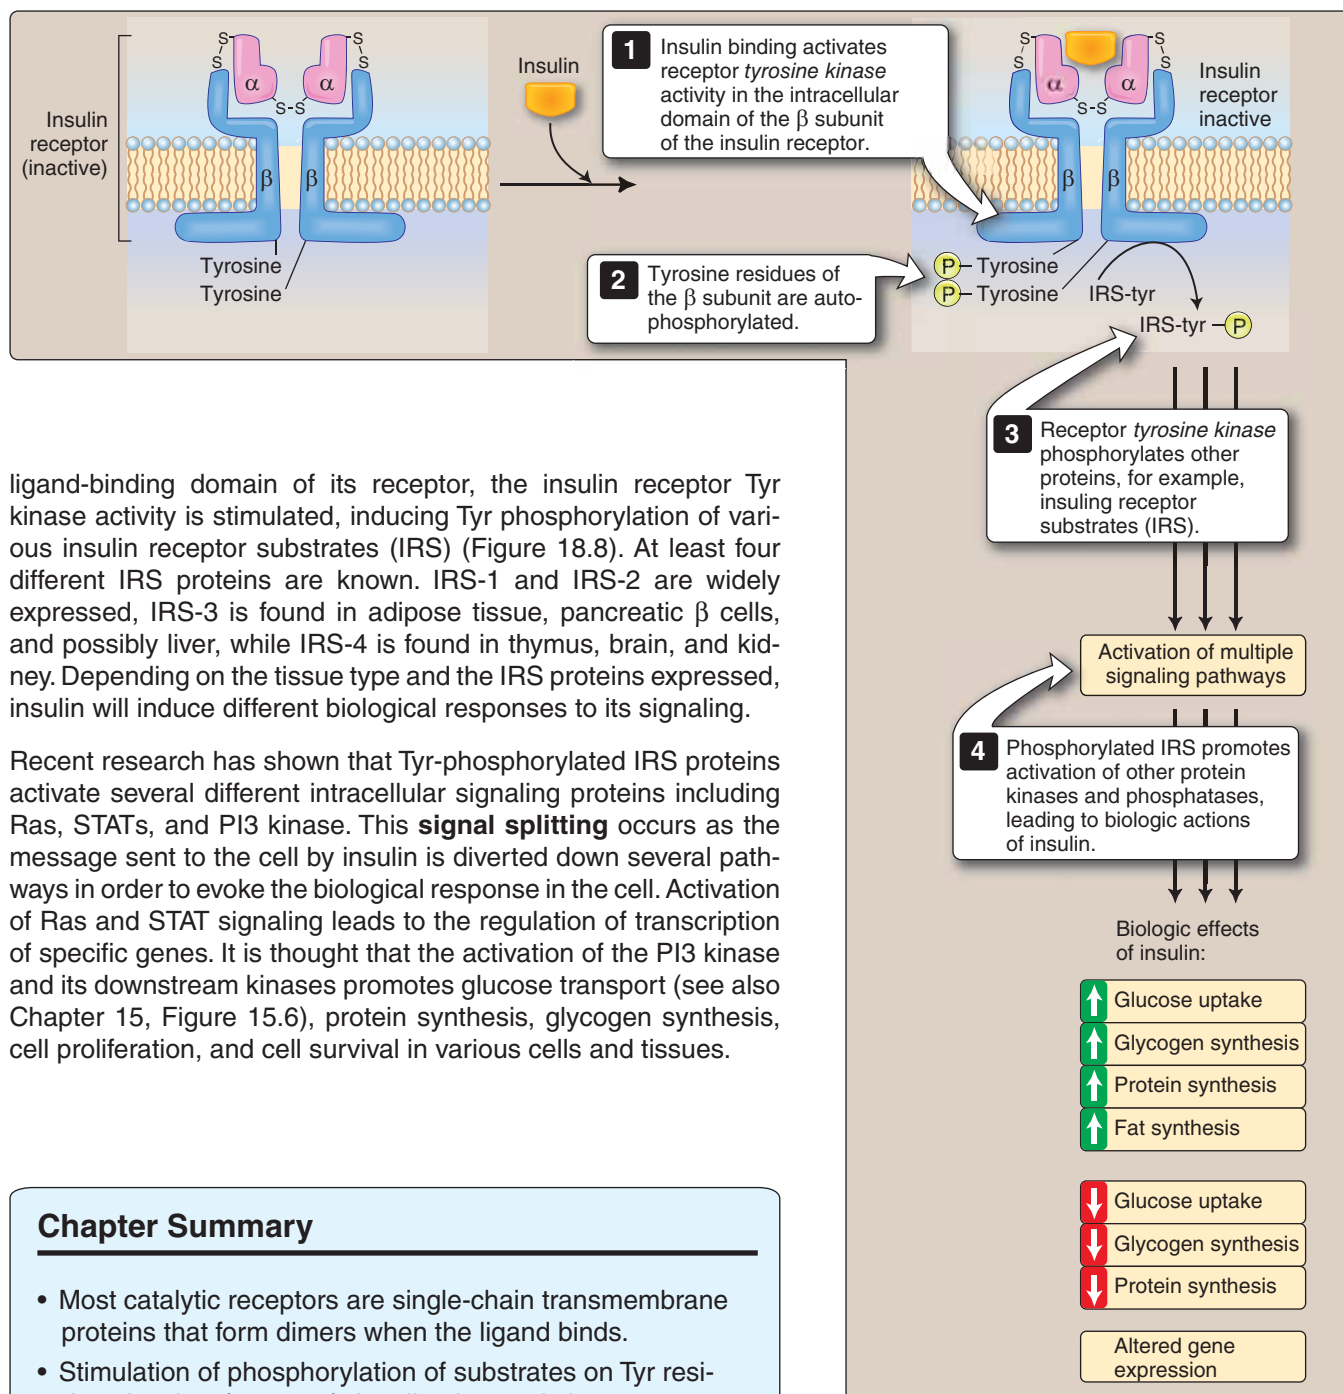 S
S
S
S
α
α
S-S
Insulin
receptor
(inactive)
β
β
Tyrosine
Tyrosine
Insulin
1 Insulin binding activates
receptor tyrosine kinase
activity in the intracellular
domain of the β subunit
of the insulin receptor.
S
S
S
S
α
α
S-S
Insulin
receptor
inactive
β
β
2 Tyrosine residues of
the β subunit are auto-
phosphorylated.
P Tyrosine
P Tyrosine
IRS-tyr
IRS-tyr P
3 Receptor tyrosine kinase
phosphorylates other
proteins, for example,
insuling receptor
substrates (IRS).
Activation of multiple
signaling pathways
4 Phosphorylated IRS promotes
activation of other protein
kinases and phosphatases,
leading to biologic actions
of insulin.
Biologic effects
of insulin:
Glucose uptake
Glycogen synthesis
Protein synthesis
Fat synthesis
Glucose uptake
Glycogen synthesis
Protein synthesis
Altered gene
expression
ligand-binding domain of its receptor, the insulin receptor Tyr
kinase activity is stimulated, inducing Tyr phosphorylation of vari-
ous insulin receptor substrates (IRS) (Figure 18.8). At least four
different IRS proteins are known. IRS-1 and IRS-2 are widely
expressed, IRS-3 is found in adipose tissue, pancreatic β cells,
and possibly liver, while IRS-4 is found in thymus, brain, and kid-
ney. Depending on the tissue type and the IRS proteins expressed,
insulin will induce different biological responses to its signaling.
Recent research has shown that Tyr-phosphorylated IRS proteins
activate several different intracellular signaling proteins including
Ras, STATs, and PI3 kinase. This signal splitting occurs as the
message sent to the cell by insulin is diverted down several path-
ways in order to evoke the biological response in the cell. Activation
of Ras and STAT signaling leads to the regulation of transcription
of specific genes. It is thought that the activation of the PI3 kinase
and its downstream kinases promotes glucose transport (see also
Chapter 15, Figure 15.6), protein synthesis, glycogen synthesis,
cell proliferation, and cell survival in various cells and tissues.
Chapter Summary
• Most catalytic receptors are single-chain transmembrane
proteins that form dimers when the ligand binds.
• Stimulation of phosphorylation of substrates on Tyr resi-